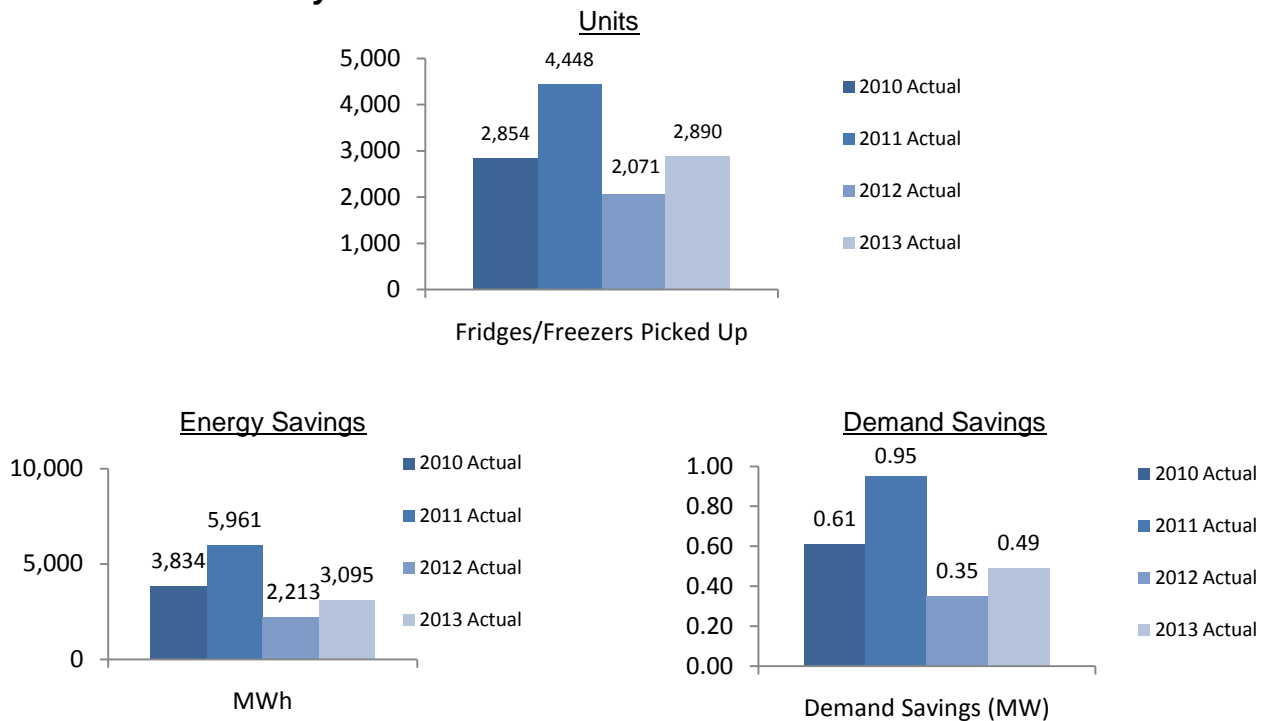 Units
5,000
4,000
3,000
2,000
1,000
0
2,854
4,448
2,071
2,890
Fridges/Freezers Picked Up
2010 Actual
2011 Actual
2012 Actual
2013 Actual
Energy Savings
10,000
5,000
0
3,834
5,961
2,213
3,095
MWh
2010 Actual
2011 Actual
2012 Actual
2013 Actual
Demand Savings
1.00
0.80
0.60
0.40
0.20
0.00
0.61
0.95
0.35
0.49
Demand Savings (MW)
2010 Actual
2011 Actual
2012 Actual
2013 Actual